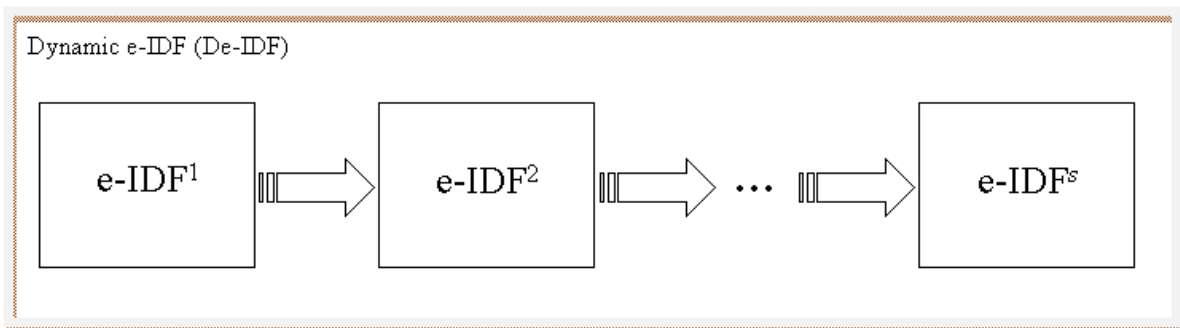 Dynamic e-IDF (De-IDF)
e-IDF¹ e-IDF² ... e-IDFˢ